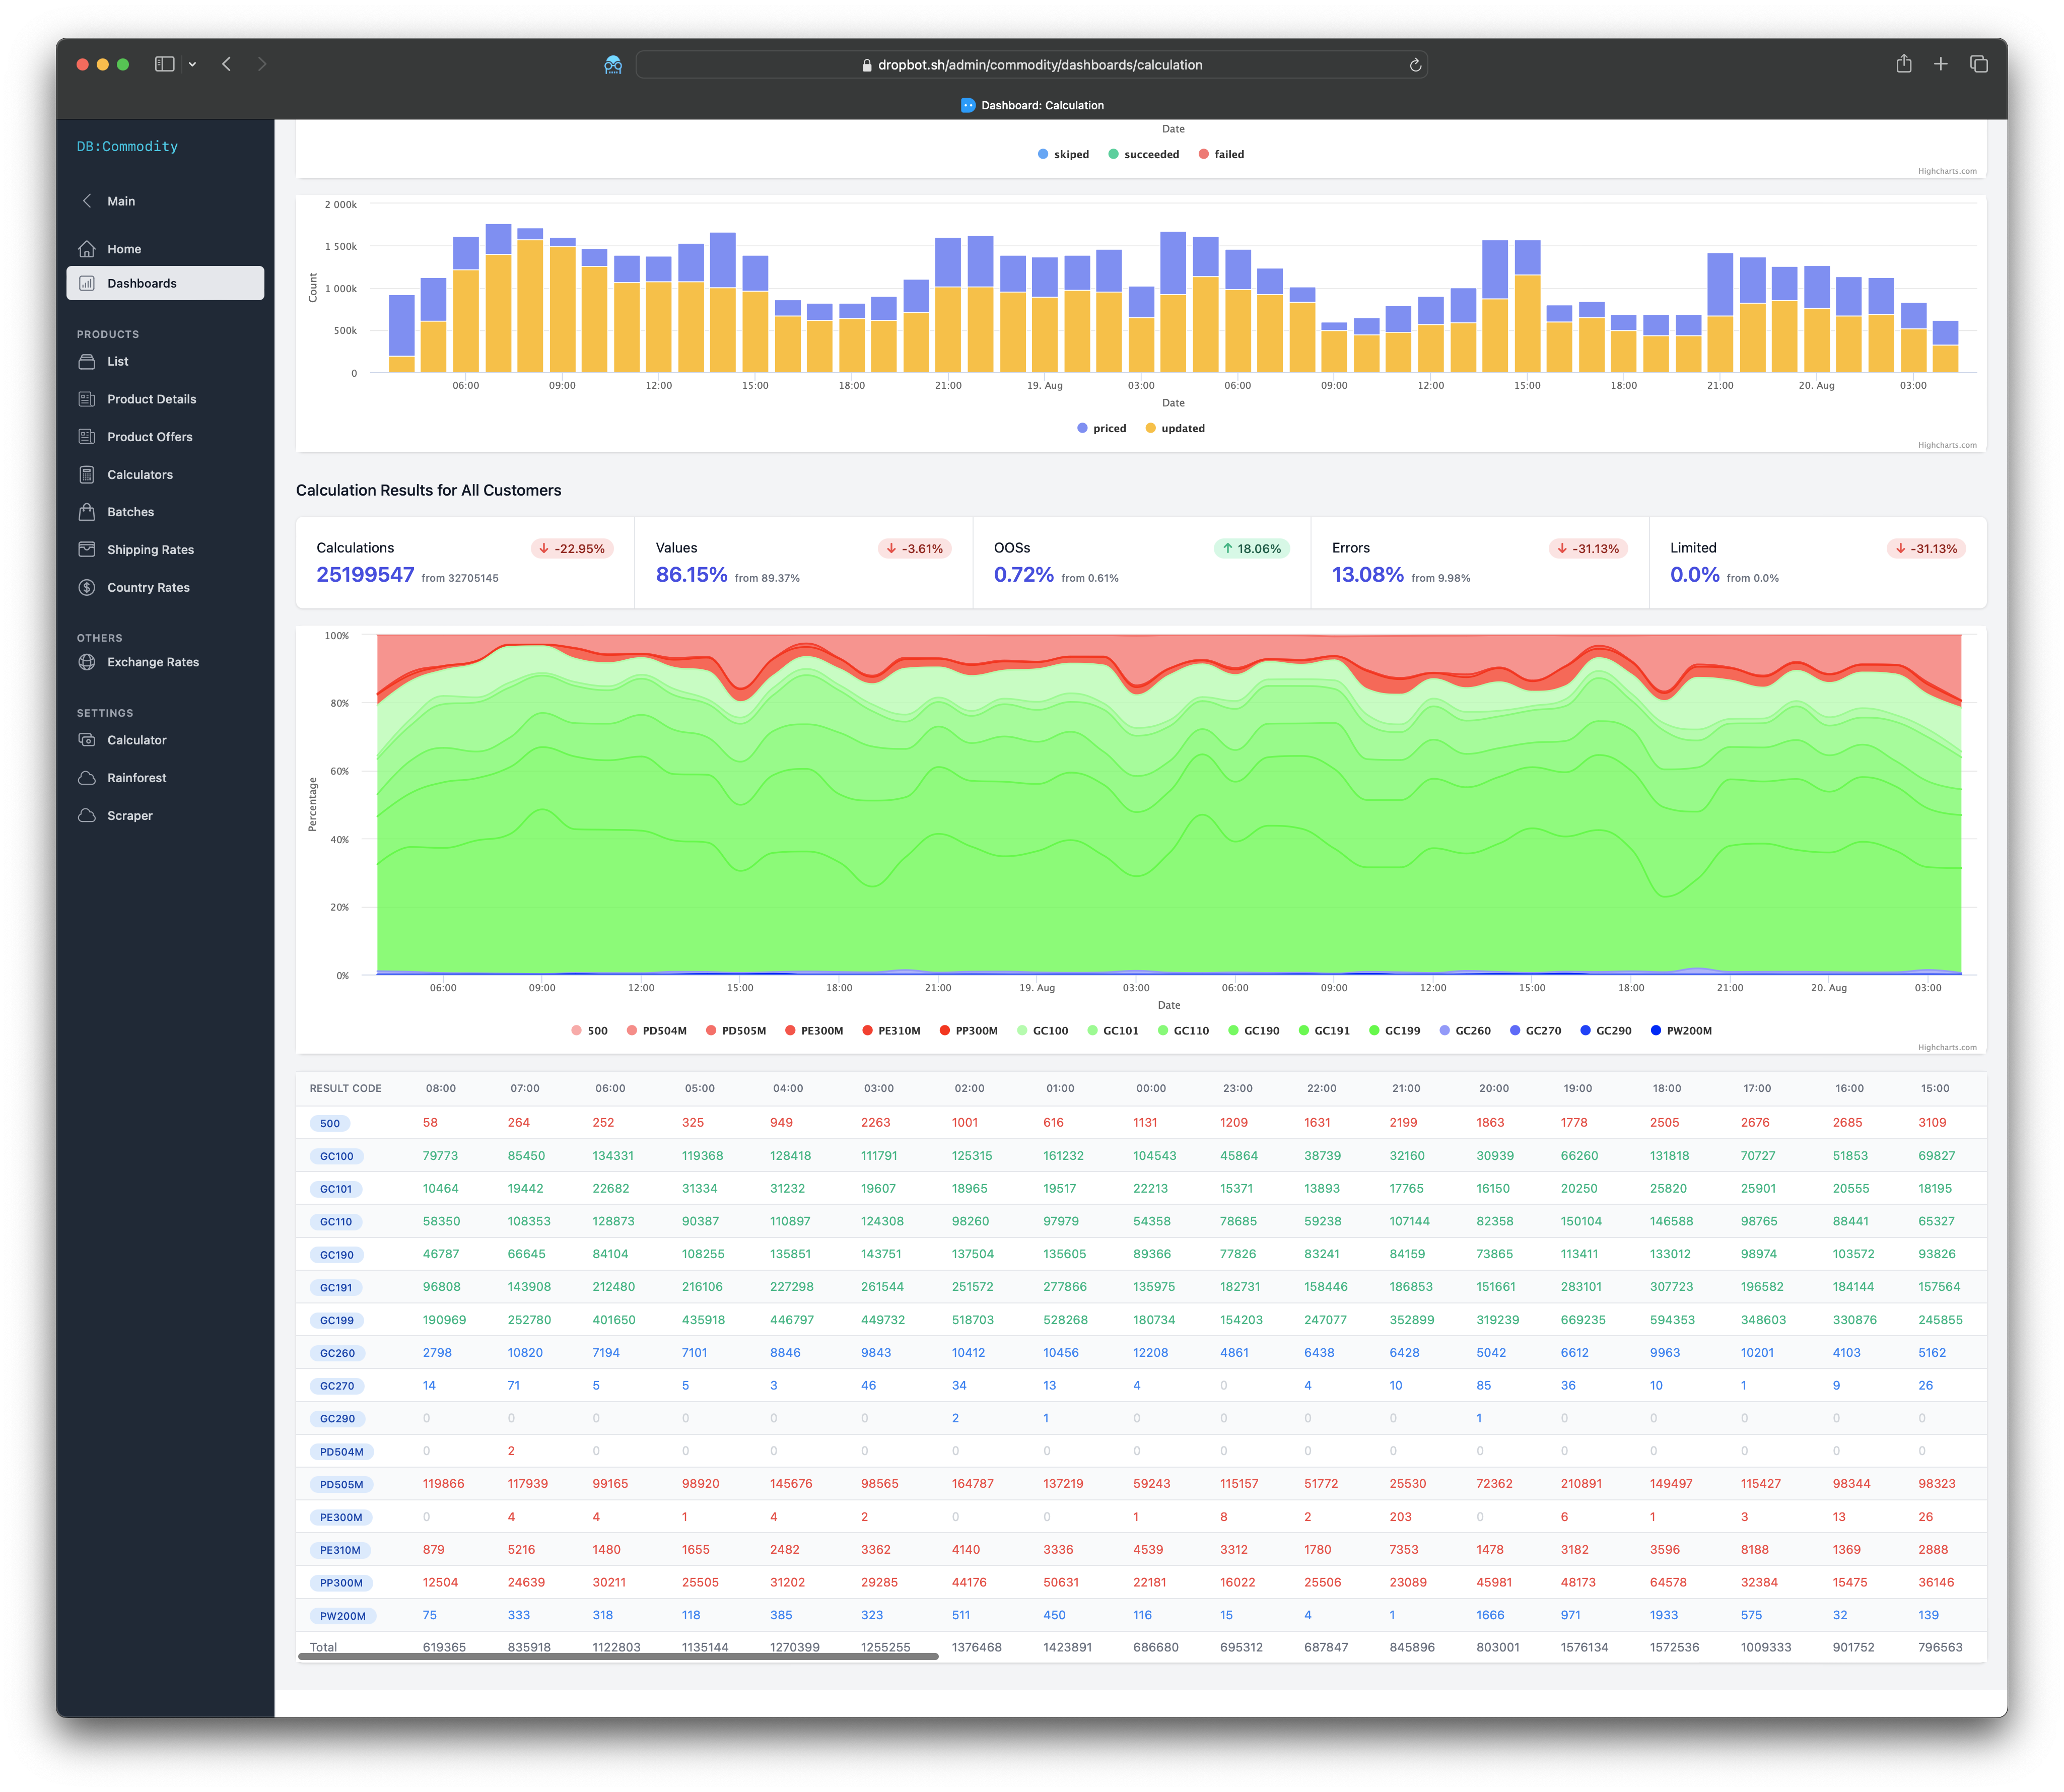 dropbot.sh/admin/commodity/dashboards/calculation
Dashboard: Calculation
DB:Commodity
Main
Home
Dashboards
PRODUCTS
List
Product Details
Product Offers
Calculators
Batches
Shipping Rates
Country Rates
OTHERS
Exchange Rates
SETTINGS
Calculator
Rainforest
Scraper
Date
skiped succeeded failed
Highcharts.com
2 000k
1 500k
1 000k
500k
0
Count
06:00 09:00 12:00 15:00 18:00 21:00 19. Aug 03:00 06:00 09:00 12:00 15:00 18:00 21:00 20. Aug 03:00
Date
priced updated
Highcharts.com
Calculation Results for All Customers
Calculations -22.95%
25199547 from 32705145
Values -3.61%
86.15% from 89.37%
OOSs 18.06%
0.72% from 0.61%
Errors -31.13%
13.08% from 9.98%
Limited -31.13%
0.0% from 0.0%
100%
80%
60%
40%
20%
0%
Percentage
06:00 09:00 12:00 15:00 18:00 21:00 19. Aug 03:00 06:00 09:00 12:00 15:00 18:00 21:00 20. Aug 03:00
Date
500 PD504M PD505M PE300M PE310M PP300M GC100 GC101 GC110 GC190 GC191 GC199 GC260 GC270 GC290 PW200M
Highcharts.com
RESULT CODE 08:00 07:00 06:00 05:00 04:00 03:00 02:00 01:00 00:00 23:00 22:00 21:00 20:00 19:00 18:00 17:00 16:00 15:00
500 58 264 252 325 949 2263 1001 616 1131 1209 1631 2199 1863 1778 2505 2676 2685 3109
GC100 79773 85450 134331 119368 128418 111791 125315 161232 104543 45864 38739 32160 30939 66260 131818 70727 51853 69827
GC101 10464 19442 22682 31334 31232 19607 18965 19517 22213 15371 13893 17765 16150 20250 25820 25901 20555 18195
GC110 58350 108353 128873 90387 110897 124308 98260 97979 54358 78685 59238 107144 82358 150104 146588 98765 88441 65327
GC190 46787 66645 84104 108255 135851 143751 137504 135605 89366 77826 83241 84159 73865 113411 133012 98974 103572 93826
GC191 96808 143908 212480 216106 227298 261544 251572 277866 135975 182731 158446 186853 151661 283101 307723 196582 184144 157564
GC199 190969 252780 401650 435918 446797 449732 518703 528268 180734 154203 247077 352899 319239 669235 594353 348603 330876 245855
GC260 2798 10820 7194 7101 8846 9843 10412 10456 12208 4861 6438 6428 5042 6612 9963 10201 4103 5162
GC270 14 71 5 5 3 46 34 13 4 0 4 10 85 36 10 1 9 26
GC290 0 0 0 0 0 0 2 1 0 0 0 0 1 0 0 0 0 0
PD504M 0 2 0 0 0 0 0 0 0 0 0 0 0 0 0 0 0 0
PD505M 119866 117939 99165 98920 145676 98565 164787 137219 59243 115157 51772 25530 72362 210891 149497 115427 98344 98323
PE300M 0 4 4 1 4 2 0 0 1 8 2 203 0 6 1 3 13 26
PE310M 879 5216 1480 1655 2482 3362 4140 3336 4539 3312 1780 7353 1478 3182 3596 8188 1369 2888
PP300M 12504 24639 30211 25505 31202 29285 44176 50631 22181 16022 25506 23089 45981 48173 64578 32384 15475 36146
PW200M 75 333 318 118 385 323 511 450 116 15 4 1 1666 971 1933 575 32 139
Total 619365 835918 1122803 1135144 1270399 1255255 1376468 1423891 686680 695312 687847 845896 803001 1576134 1572536 1009333 901752 796563